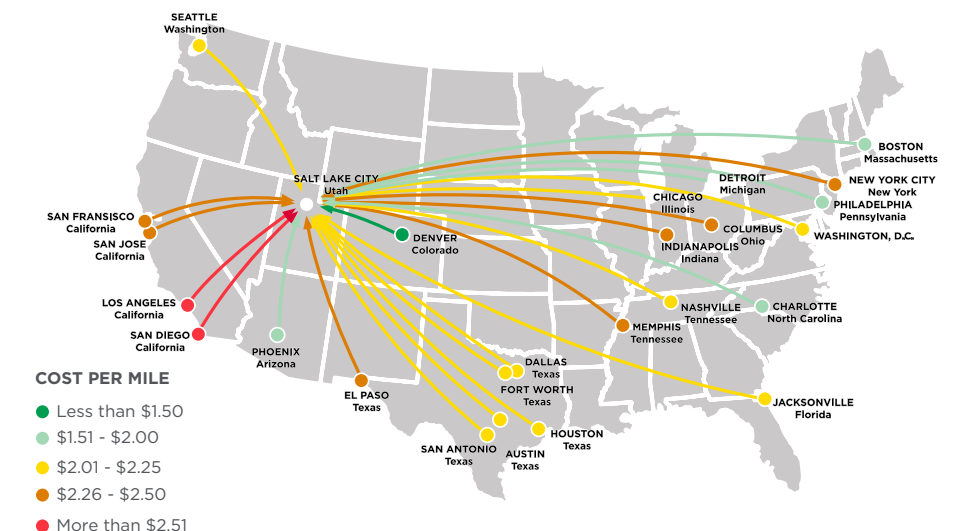 SEATTLE
Washington
SALT LAKE CITY
Utah
BOSTON
Massachusetts
DETROIT
Michigan
NEW YORK CITY
New York
CHICAGO
Illinois
PHILADELPHIA
Pennsylvania
SAN FRANSISCO
California
SAN JOSE
California
COLUMBUS
Ohio
WASHINGTON, D.C.
DENVER
Colorado
INDIANAPOLIS
Indiana
LOS ANGELES
California
NASHVILLE
Tennessee
CHARLOTTE
North Carolina
SAN DIEGO
California
MEMPHIS
Tennessee
PHOENIX
Arizona
DALLAS
Texas
FORT WORTH
Texas
EL PASO
Texas
JACKSONVILLE
Florida
HOUSTON
Texas
SAN ANTONIO
Texas
AUSTIN
Texas
COST PER MILE
Less than $1.50
$1.51 - $2.00
$2.01 - $2.25
$2.26 - $2.50
More than $2.51